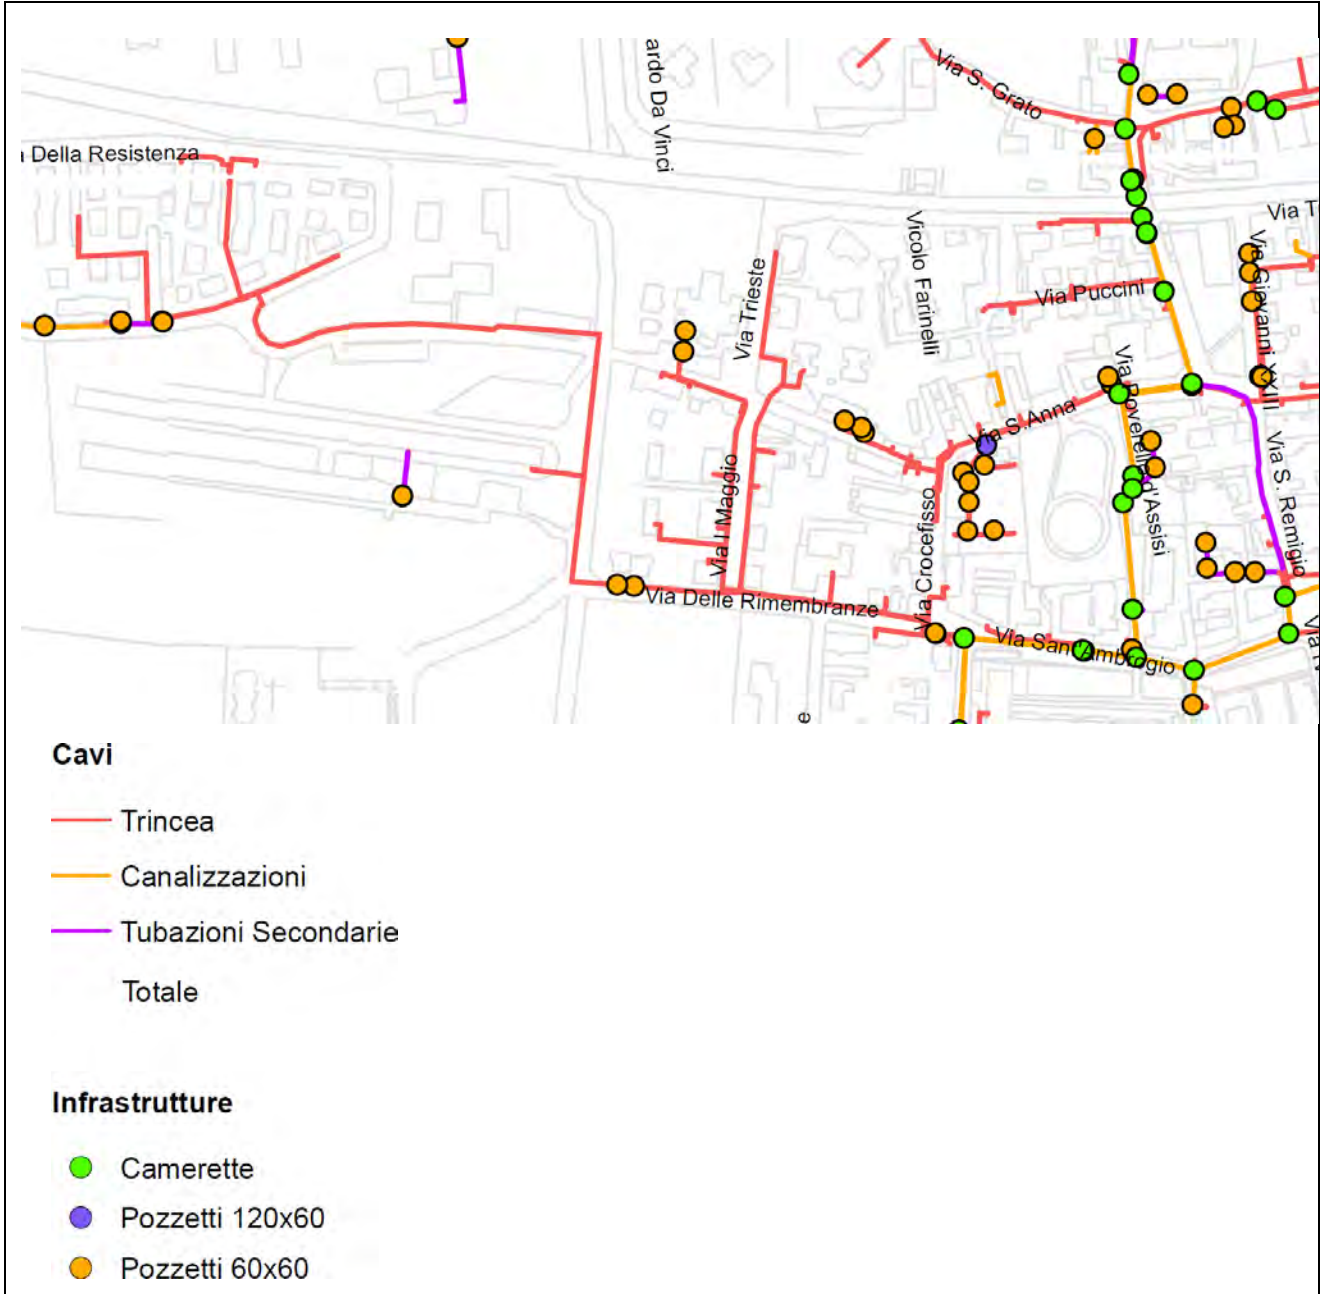 ardo Da Vinci
Via S. Grato
a Della Resistenza
Via T
Vicolo Farinelli
Via Giovanni XXIII
Via Trieste
Via Puccini
Via S.Anna
d'Assisi
Via S. Remigio
Via I Maggio
Via Crocefisso
Via Delle Rimembranze
Via Sant'Ambrogio
e
Cavi
Trincea
Canalizzazioni
Tubazioni Secondarie
Totale
Infrastrutture
Camerette
Pozzetti 120x60
Pozzetti 60x60